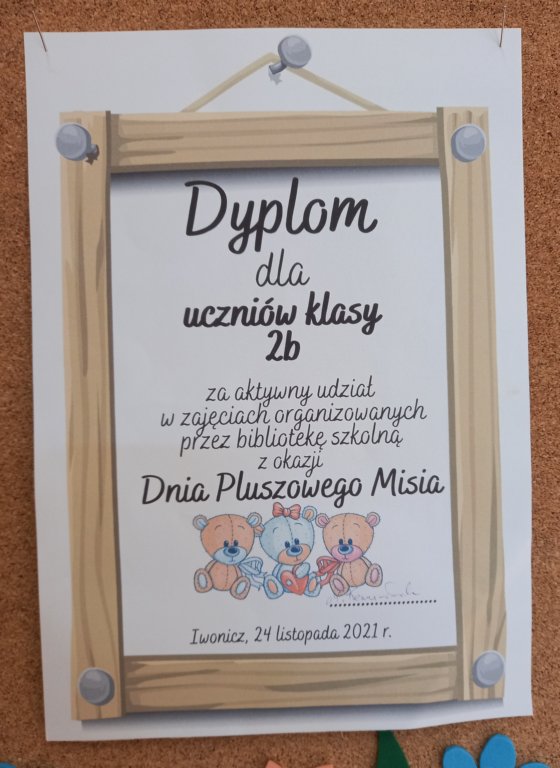 Dyplom
dla
uczniów klasy
2b
za aktywny udział
w zajęciach organizowanych
przez bibliotekę szkolną
z okazji
Dnia Pluszowego Misia
Iwonicz, 24 listopada 2021 r.